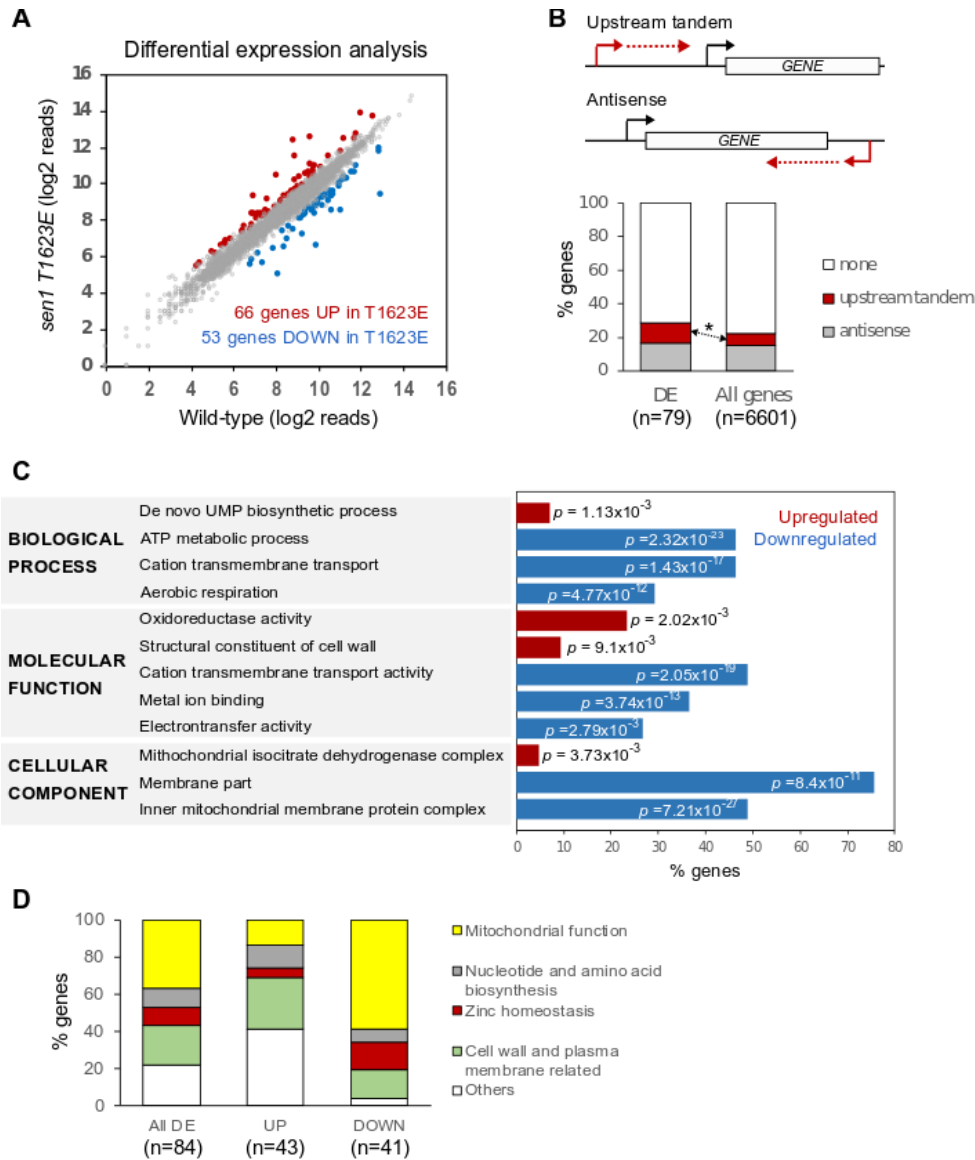 A
Differential expression analysis
16
14
12
10
8
6
4
2
0
sen1 T1623E (log2 reads)
66 genes UP in T1623E
53 genes DOWN in T1623E
0 2 4 6 8 10 12 14 16
Wild-type (log2 reads)
B
Upstream tandem
GENE
Antisense
GENE
100
80
60
40
20
0
% genes
*
none
upstream tandem
antisense
DE
(n=79)
All genes
(n=6601)
C
BIOLOGICAL
PROCESS
De novo UMP biosynthetic process
ATP metabolic process
Cation transmembrane transport
Aerobic respiration
MOLECULAR
FUNCTION
Oxidoreductase activity
Structural constituent of cell wall
Cation transmembrane transport activity
Metal ion binding
Electrontransfer activity
CELLULAR
COMPONENT
Mithochondrial isocitrate dehydrogenase complex
Membrane part
Inner mitochondrial membrane protein complex
Upregulated
Downregulated
p = 1.13x10⁻³
p =2.32x10⁻²³
p =1.43x10⁻¹⁷
p =4.77x10⁻¹²
p = 2.02x10⁻³
p = 9.1x10⁻³
p =2.05x10⁻¹⁹
p =3.74x10⁻¹³
p =2.79x10⁻³
p = 3.73x10⁻³
p =8.4x10⁻¹¹
p =7.21x10⁻²⁷
0 10 20 30 40 50 60 70 80
% genes
D
100
80
60
40
20
0
% genes
All DE
(n=84)
UP
(n=43)
DOWN
(n=41)
Mitochondrial function
Nucleotide and amino acid
biosynthesis
Zinc homeostasis
Cell wall and plasma
membrane related
Others